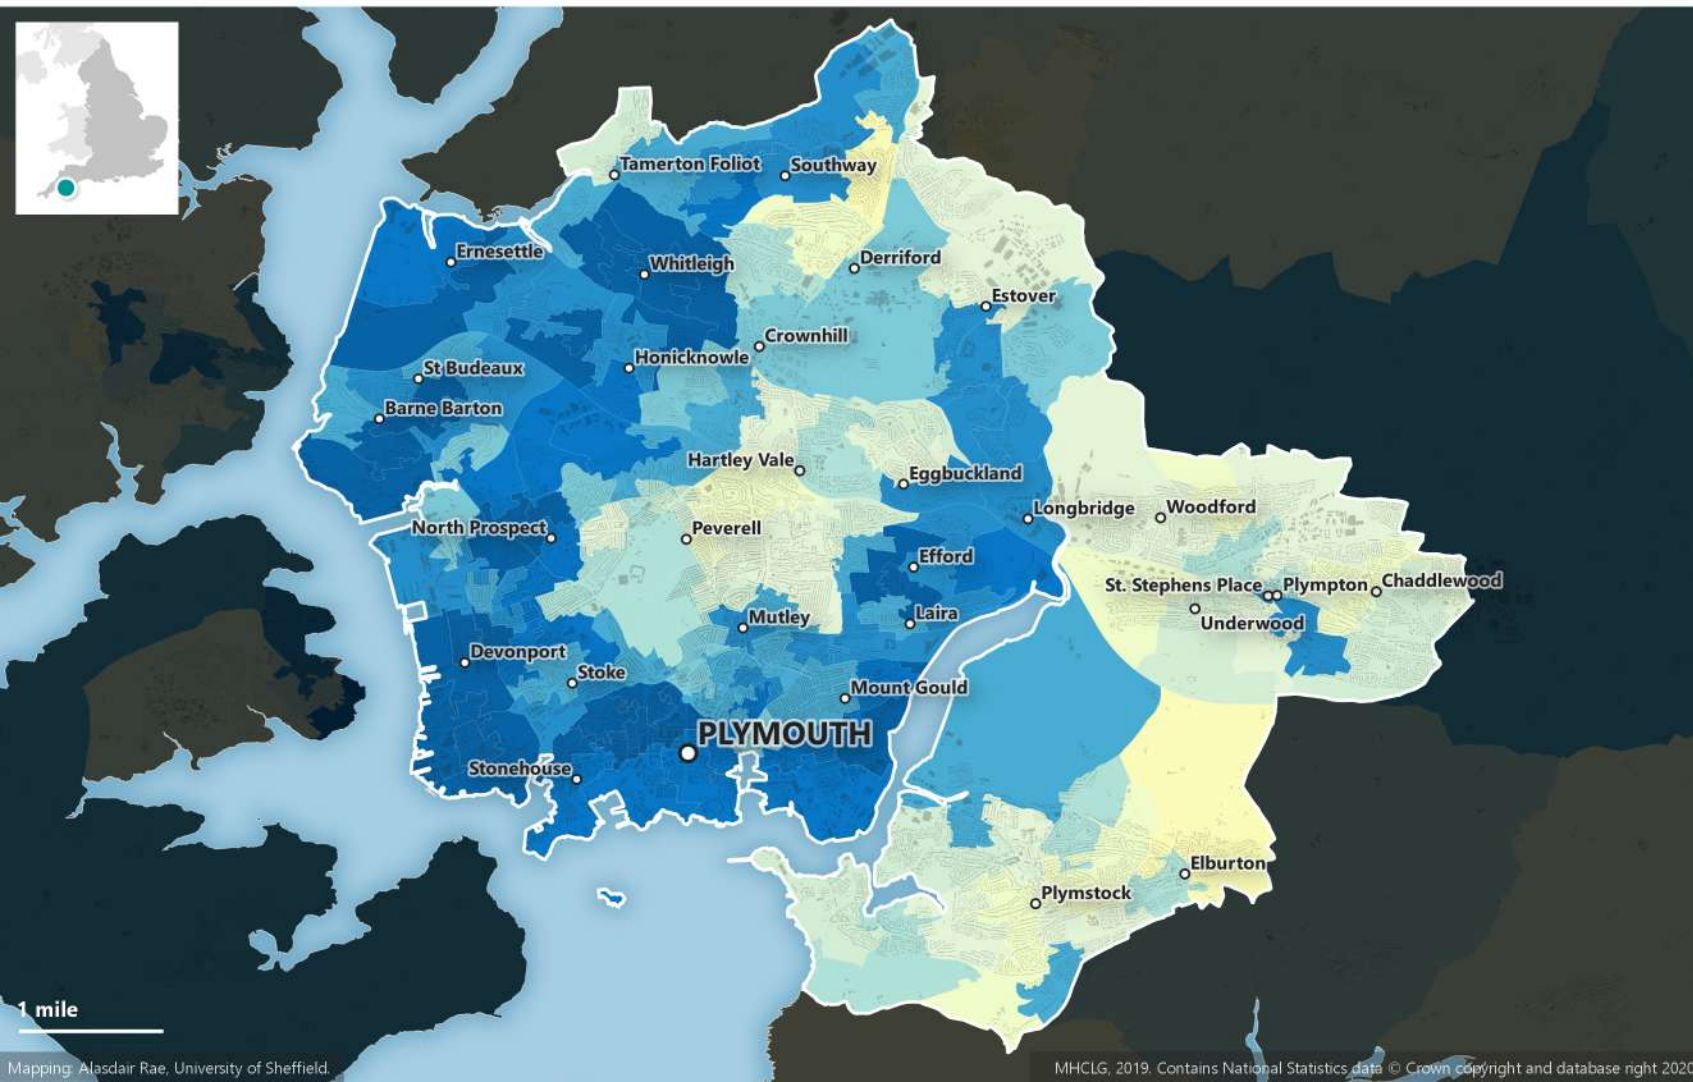 Tamerton Foliot
Southway
Ernesettle
Whitleigh
Derriford
Estover
Crownhill
Honicknowle
St Budeaux
Barne Barton
Hartley Vale
Eggbuckland
Longbridge
Woodford
North Prospect
Peverell
Efford
St. Stephens Place
Plympton
Chaddlewood
Mutley
Laira
Underwood
Devonport
Stoke
Mount Gould
PLYMOUTH
Stonehouse
Elburton
Plymstock
1 mile
Mapping: Alasdair Rae, University of Sheffield.
MHCLG, 2019. Contains National Statistics data © Crown copyright and database right 2020